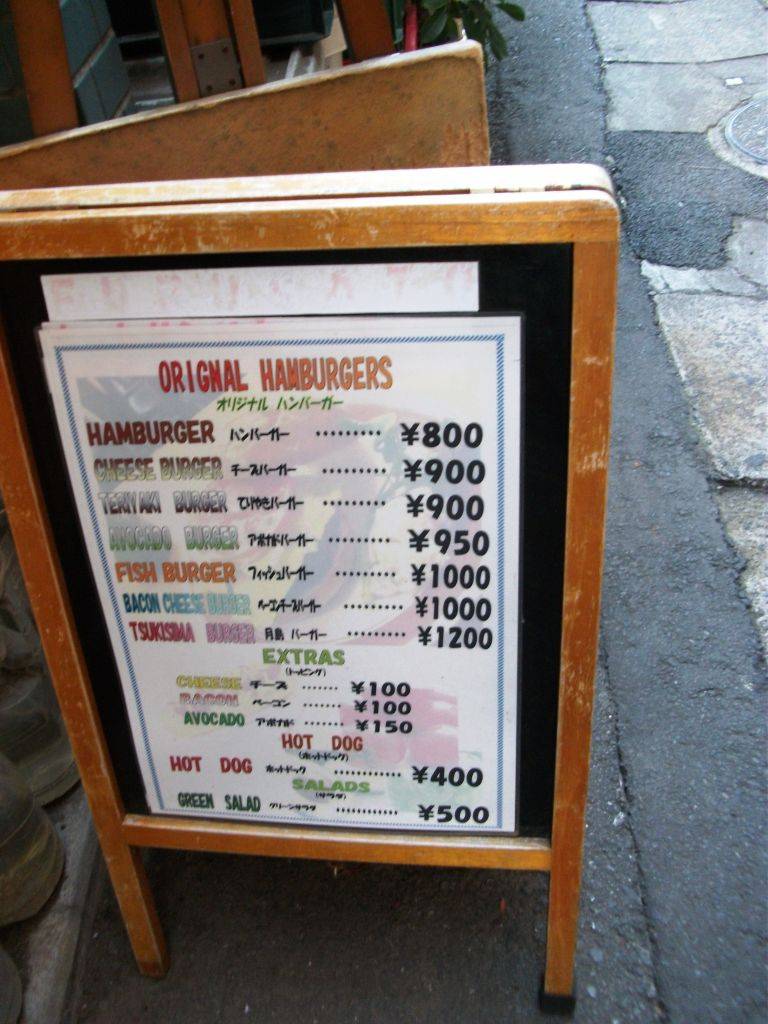 ORIGNAL HAMBURGERS
オリジナル ハンバーガー
HAMBURGER ハンバーガー ......... ¥800
CHEESE BURGER チーズバーガー ......... ¥900
TERIYAKI BURGER てりやきバーガー ......... ¥900
AVOCADO BURGER アボカドバーガー ......... ¥950
FISH BURGER フィッシュバーガー ......... ¥1000
BACON CHEESE BURGER ベーコンチーズバーガー ......... ¥1000
TSUKISIMA BURGER 月島 バーガー ......... ¥1200
EXTRAS
(トッピング)
CHEESE チーズ ....... ¥100
BACON ベーコン ....... ¥100
AVOCADO アボカド ....... ¥150
HOT DOG
(ホットドック)
HOT DOG ホットドック ............ ¥400
SALADS
(サラダ)
GREEN SALAD グリーンサラダ ............ ¥500